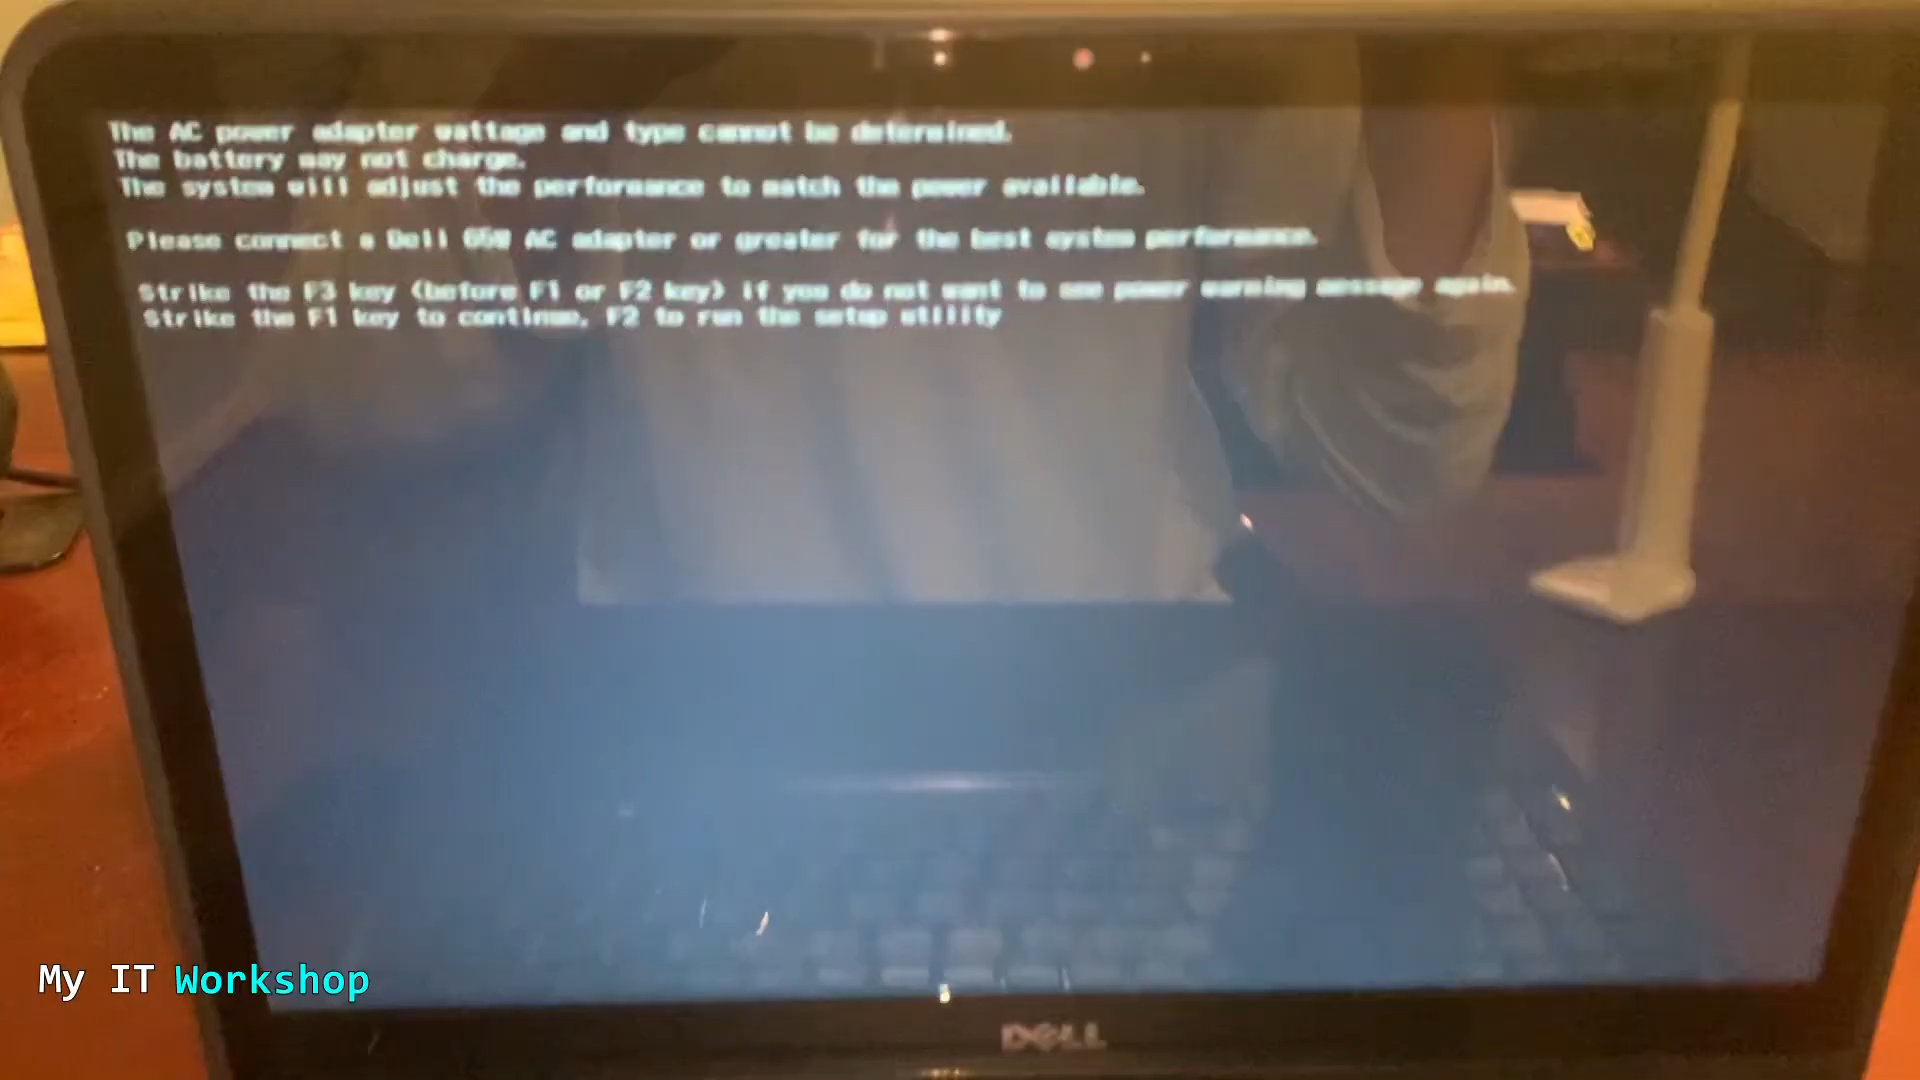 The AC power adapter wattage and type cannot be determined.
The battery may not charge.
The system will adjust the performance to match the power available.
Please connect a Dell 65W AC adapter or greater for the best system performance.
Strike the F3 key (before F1 or F2 key) if you do not want to see power warning message again.
Strike the F1 key to continue, F2 to run the setup utility
My IT Workshop
DELL